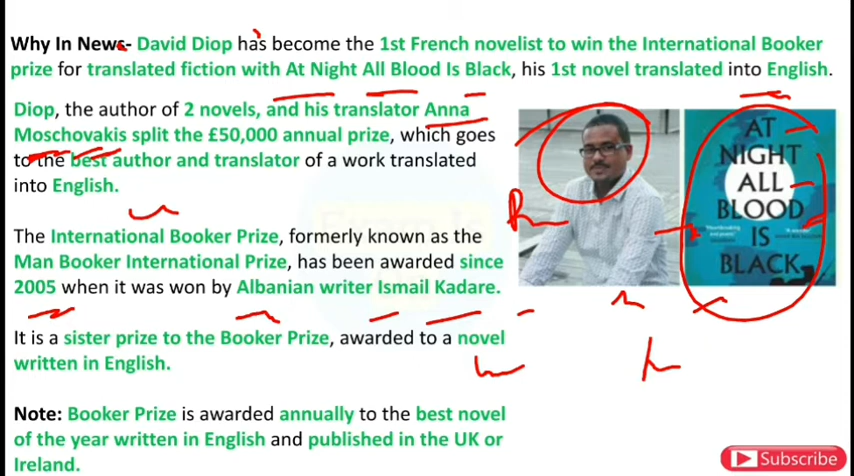 Why In News- David Diop has become the 1st French novelist to win the International Booker
prize for translated fiction with At Night All Blood Is Black, his 1st novel translated into English.
Diop, the author of 2 novels, and his translator Anna
Moschovakis split the £50,000 annual prize, which goes
to the best author and translator of a work translated
into English.
The International Booker Prize, formerly known as the
Man Booker International Prize, has been awarded since
2005 when it was won by Albanian writer Ismail Kadare.
It is a sister prize to the Booker Prize, awarded to a novel
written in English.
Note: Booker Prize is awarded annually to the best novel
of the year written in English and published in the UK or
Ireland.
AT
NIGHT
ALL
BLOOD
IS
BLACK
Subscribe